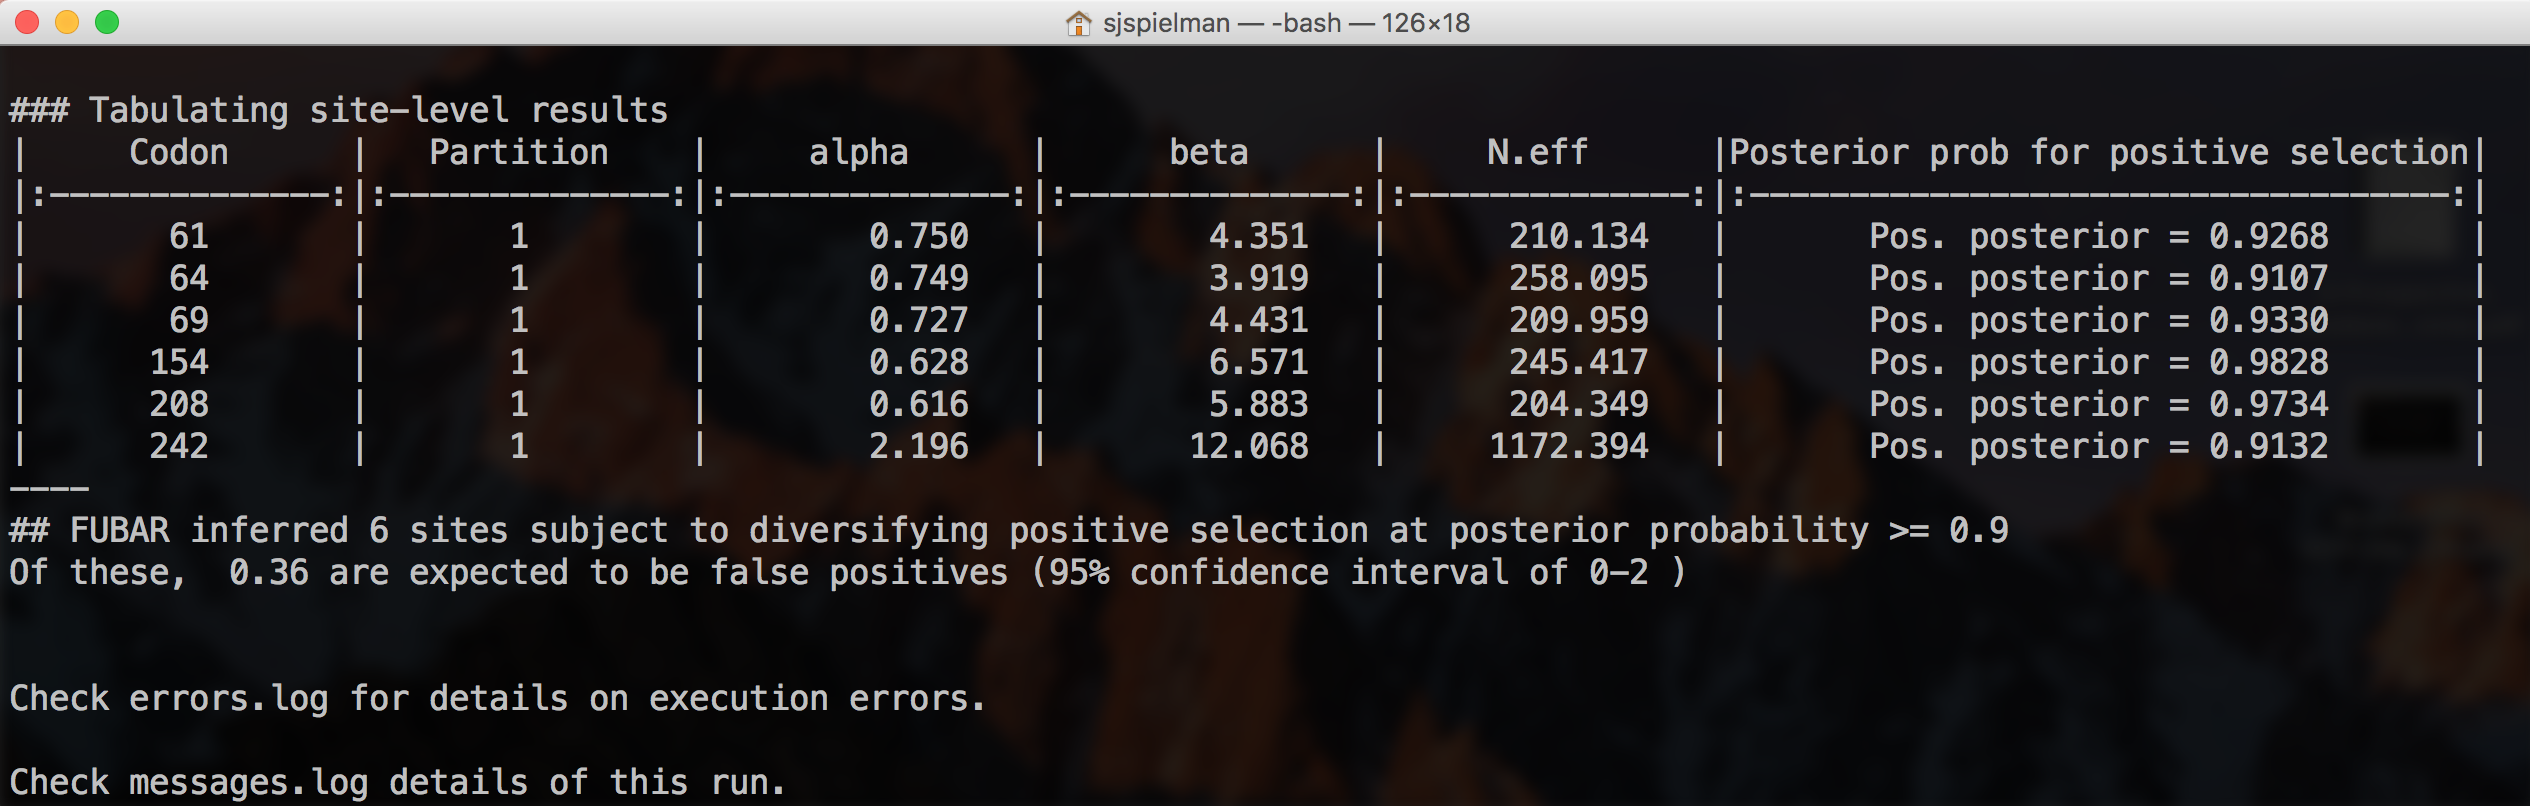 sjspielman — -bash — 126×18
### Tabulating site-level results
|     Codon      |   Partition    |     alpha      |      beta      |     N.eff      |Posterior prob for positive selection|
|:--------------:|:--------------:|:--------------:|:--------------:|:--------------:|:-----------------------------------:|
|       61       |       1        |        0.750   |        4.351   |      210.134   |       Pos. posterior = 0.9268       |
|       64       |       1        |        0.749   |        3.919   |      258.095   |       Pos. posterior = 0.9107       |
|       69       |       1        |        0.727   |        4.431   |      209.959   |       Pos. posterior = 0.9330       |
|      154       |       1        |        0.628   |        6.571   |      245.417   |       Pos. posterior = 0.9828       |
|      208       |       1        |        0.616   |        5.883   |      204.349   |       Pos. posterior = 0.9734       |
|      242       |       1        |        2.196   |       12.068   |     1172.394   |       Pos. posterior = 0.9132       |
----
## FUBAR inferred 6 sites subject to diversifying positive selection at posterior probability >= 0.9
Of these,  0.36 are expected to be false positives (95% confidence interval of 0-2 )
Check errors.log for details on execution errors.
Check messages.log details of this run.